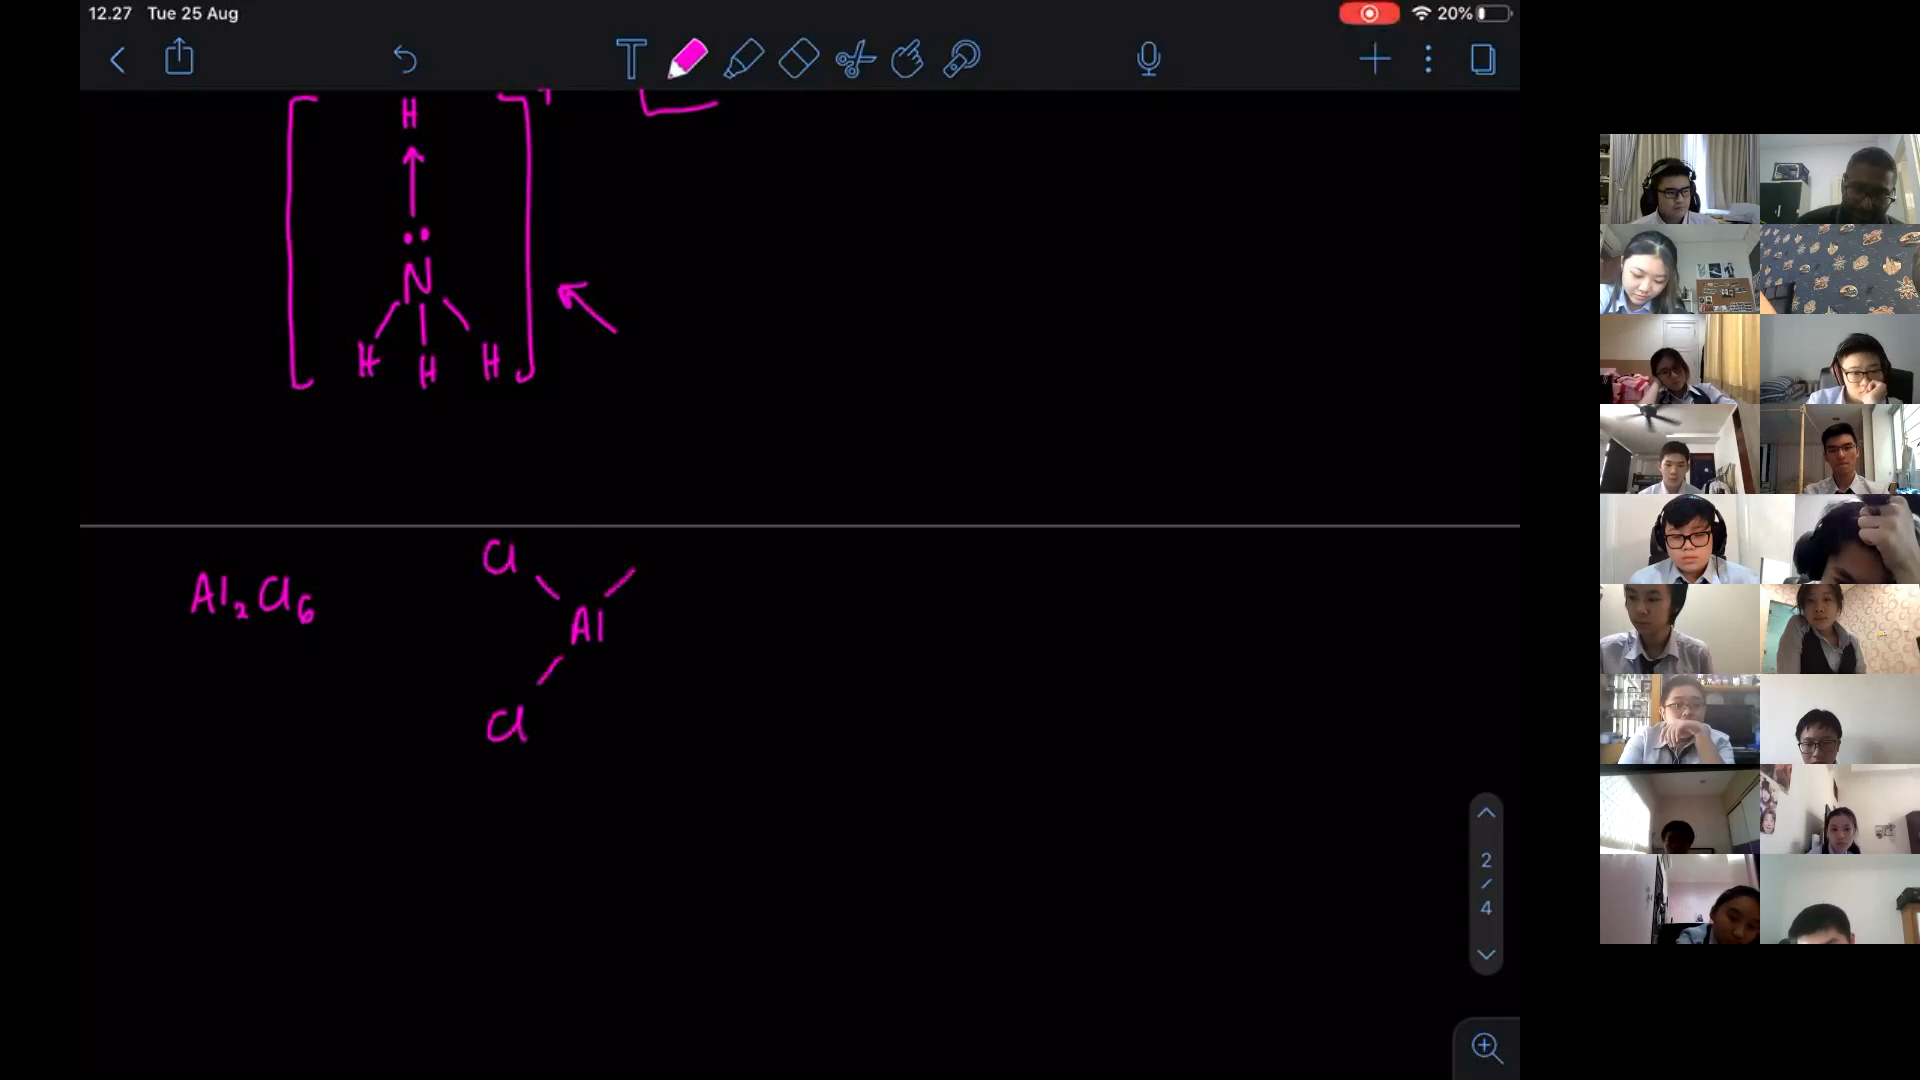 12.27 Tue 25 Aug
20%
T
H
N
H H H
Al₂Cl₆
Cl
Al
Cl
2
/
4